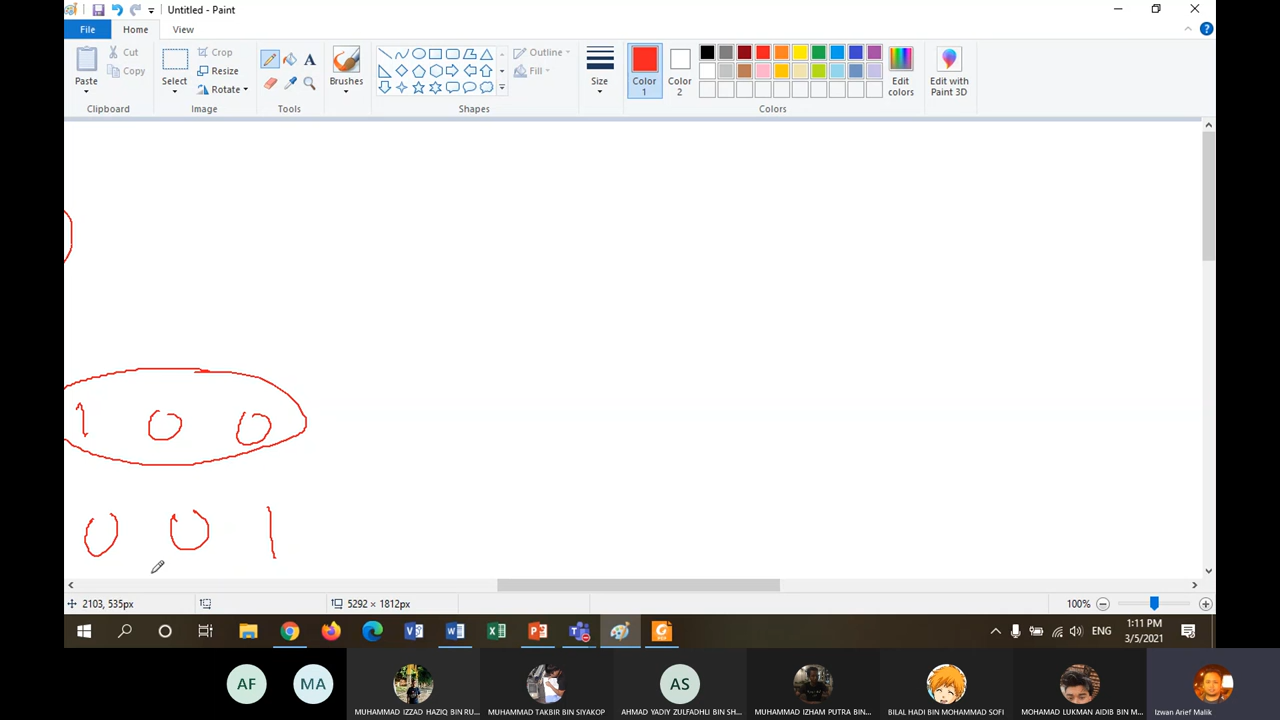 Untitled - Paint
File Home View
Paste
Cut
Copy
Clipboard
Select
Crop
Resize
Rotate
Image
Tools
A
Brushes
Shapes
Outline
Fill
Size
Color 1
Color 2
Colors
Edit colors
Edit with Paint 3D
1 0 0
0 0 1
2103, 535px
5292 × 1812px
100%
ENG
1:11 PM
3/5/2021
AF
MA
MUHAMMAD IZZAD HAZIQ BIN RU...
MUHAMMAD TAKBIR BIN SIYAKOP
AS
AHMAD YADIY ZULFADHLI BIN SH...
MUHAMMAD IZHAM PUTRA BIN...
BILAL HADI BIN MOHAMMAD SOFI
MOHAMAD LUKMAN AIDIB BIN M...
Izwan Arief Malik